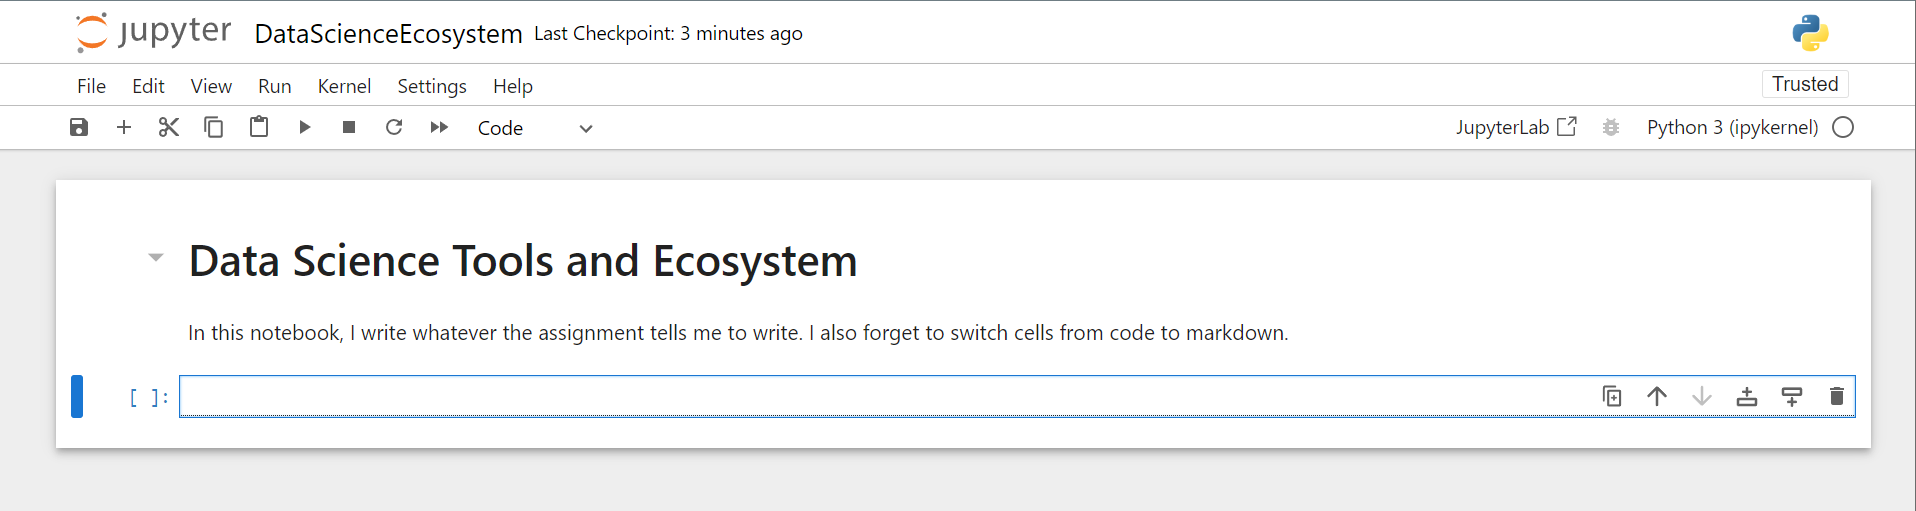 jupyter DataScienceEcosystem Last Checkpoint: 3 minutes ago
File Edit View Run Kernel Settings Help Trusted
Code JupyterLab Python 3 (ipykernel)
Data Science Tools and Ecosystem
In this notebook, I write whatever the assignment tells me to write. I also forget to switch cells from code to markdown.
[ ]: